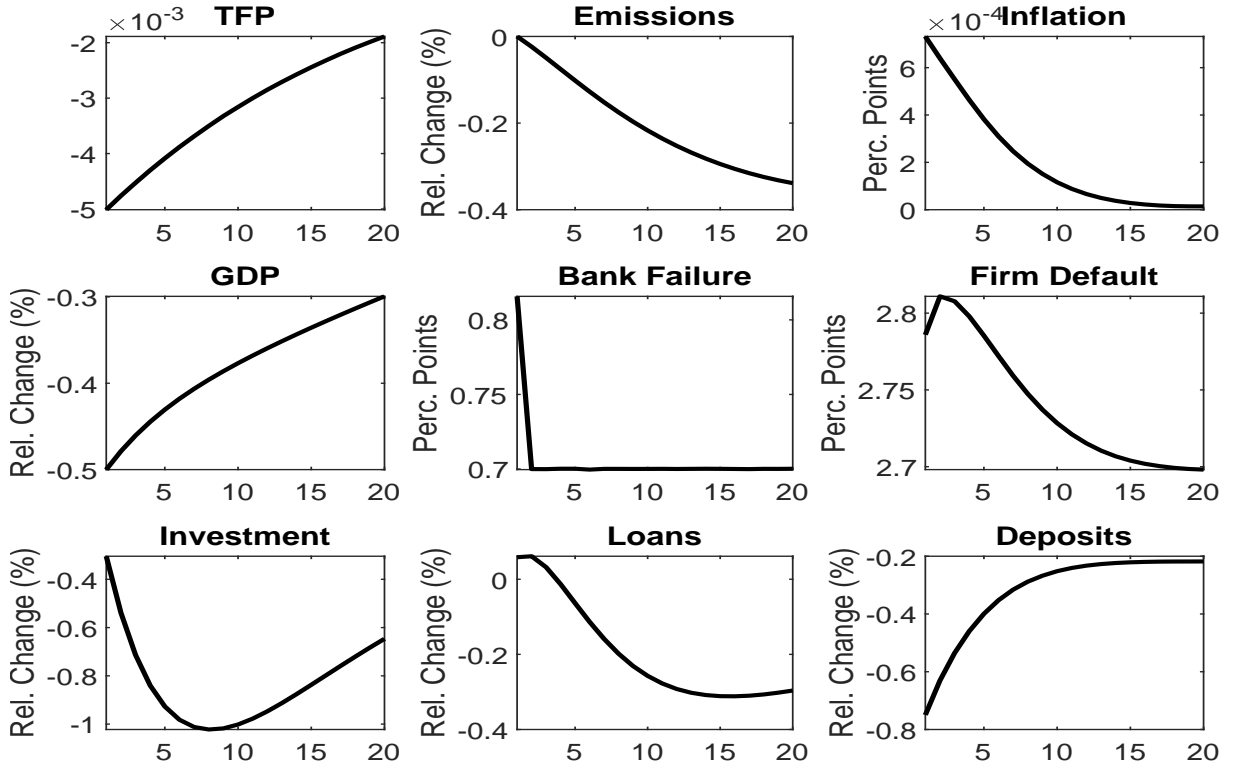 TFP
×10⁻³
-2
-3
-4
-5
5 10 15 20
Emissions
Rel. Change (%)
0
-0.2
-0.4
5 10 15 20
Inflation
×10⁻⁴
Perc. Points
6
4
2
0
5 10 15 20
GDP
Rel. Change (%)
-0.3
-0.4
-0.5
5 10 15 20
Bank Failure
Perc. Points
0.8
0.75
0.7
5 10 15 20
Firm Default
Perc. Points
2.8
2.75
2.7
5 10 15 20
Investment
Rel. Change (%)
-0.4
-0.6
-0.8
-1
5 10 15 20
Loans
Rel. Change (%)
0
-0.2
-0.4
5 10 15 20
Deposits
Rel. Change (%)
-0.2
-0.4
-0.6
-0.8
5 10 15 20